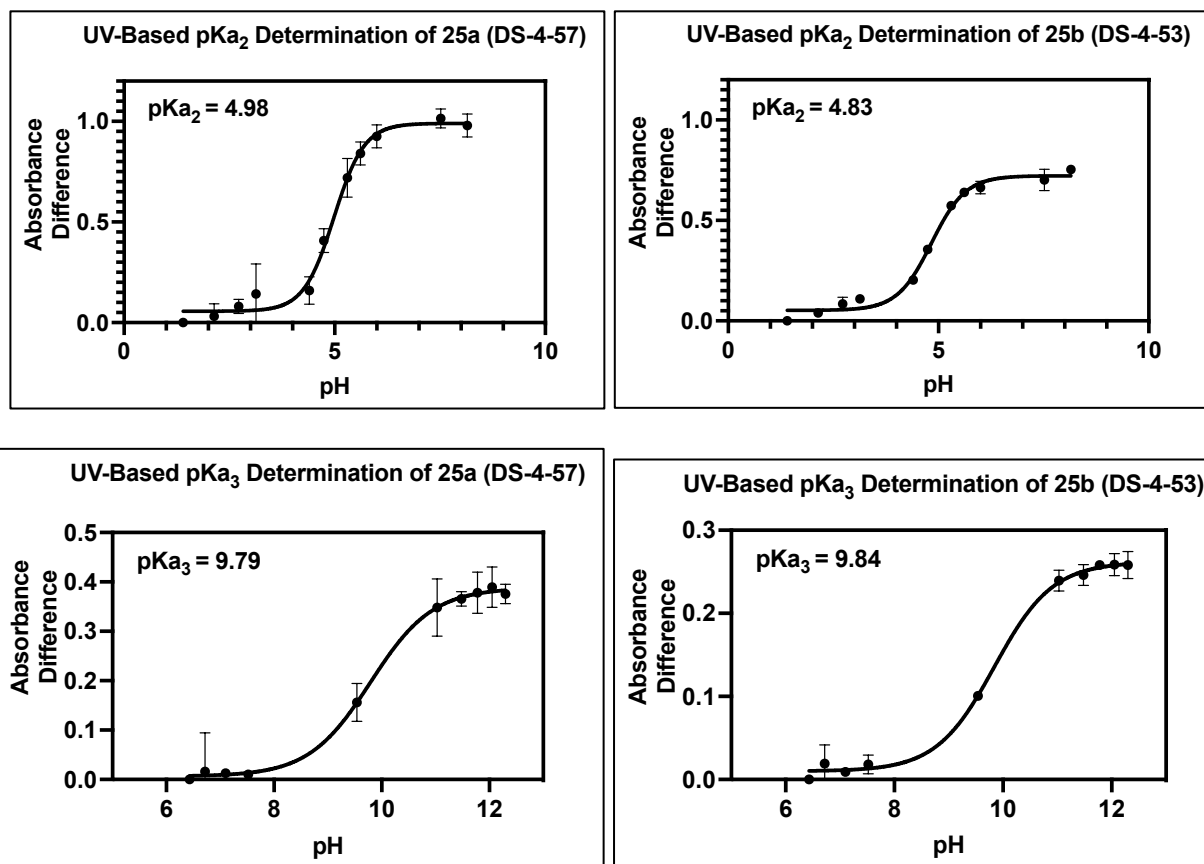 UV-Based pKa₂ Determination of 25a (DS-4-57)
pKa₂ = 4.98
Absorbance
Difference
1.0
0.5
0.0
0 5 10
pH
UV-Based pKa₂ Determination of 25b (DS-4-53)
pKa₂ = 4.83
Absorbance
Difference
1.0
0.5
0.0
0 5 10
pH
UV-Based pKa₃ Determination of 25a (DS-4-57)
pKa₃ = 9.79
Absorbance
Difference
0.5
0.4
0.3
0.2
0.1
0.0
6 8 10 12
pH
UV-Based pKa₃ Determination of 25b (DS-4-53)
pKa₃ = 9.84
Absorbance
Difference
0.3
0.2
0.1
0.0
6 8 10 12
pH